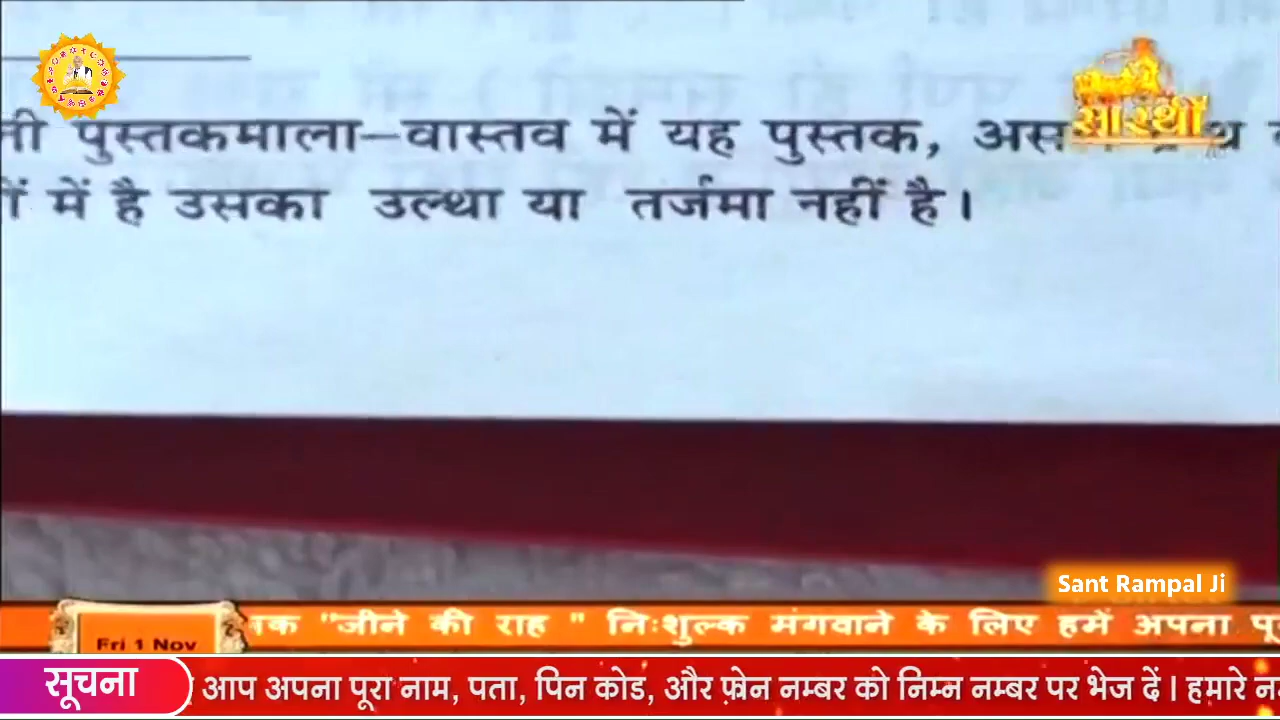 पुस्तकमाला–वास्तव में यह पुस्तक,
में है उसका उल्था या तर्जमा नहीं है।
सारथी
Sant Rampal Ji
"जीने की राह " निःशुल्क मंगवाने के लिए हमें अपना
Fri 1 Nov
सूचना
आप अपना पूरा नाम, पता, पिन कोड, और फ़ोन नम्बर को निम्न नम्बर पर भेज दें। हमारे